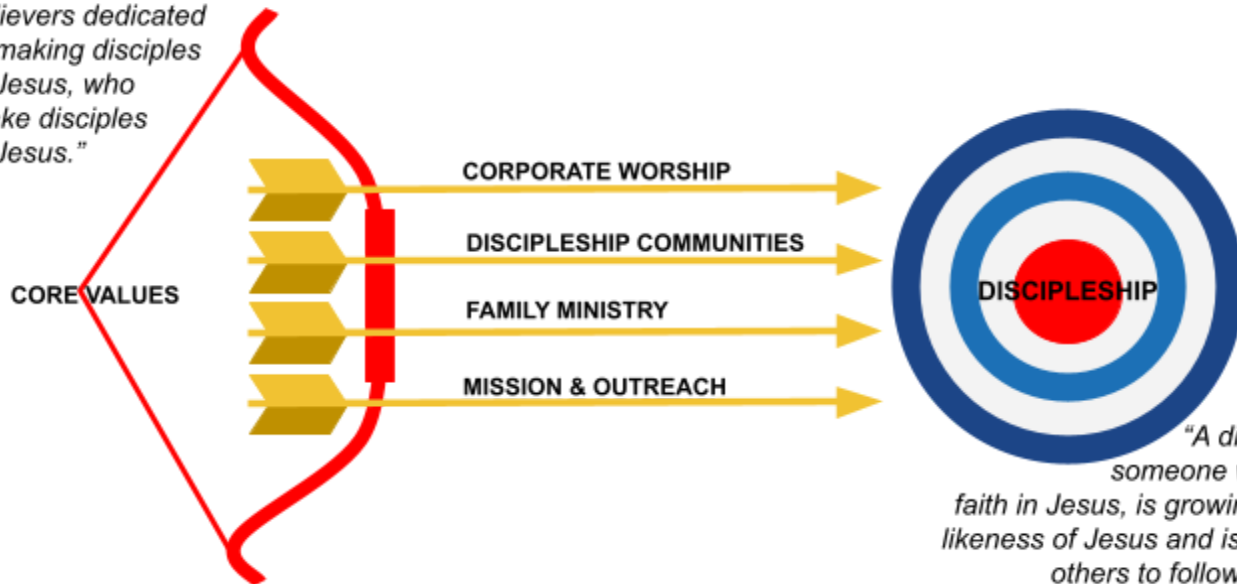 lievers dedicated
making disciples
Jesus, who
ke disciples
Jesus.”
CORPORATE WORSHIP
DISCIPLESHIP COMMUNITIES
CORE VALUES
DISCIPLESHIP
FAMILY MINISTRY
MISSION & OUTREACH
“A di
someone
faith in Jesus, is growin
likeness of Jesus and is
others to follow